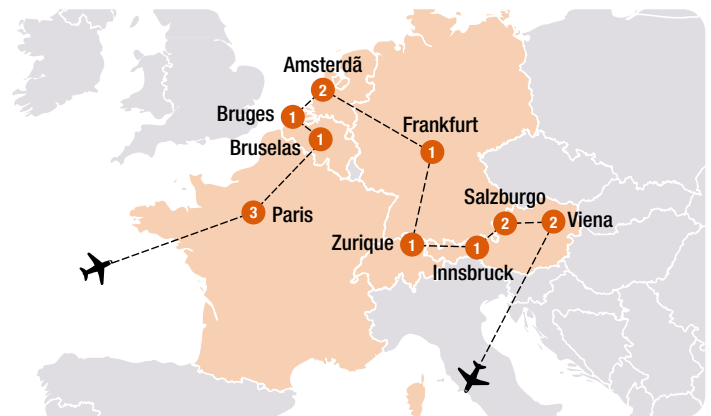 Amsterdã
2
Bruges
1
Frankfurt
1
Bruselas
1
Salzburgo
2
Viena
2
Paris
3
Zurique
1
Innsbruck
1